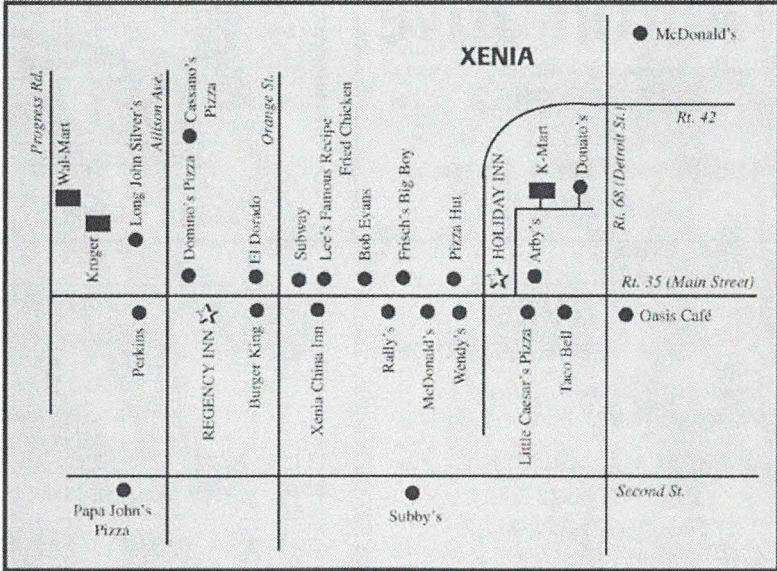 XENIA
McDonald's
Rt. 42
Progress Rd.
Wal-Mart
Kroger
Long John Silver's
Allison Ave.
Cassano's
Pizza
Domino's Pizza
El Dorado
Orange St.
Subway
Lee's Famous Recipe
Fried Chicken
Bob Evans
Frisch's Big Boy
Pizza Hut
HOLIDAY INN
K-Mart
Arby's
Donato's
Rt. 68 (Detroit St.)
Rt. 35 (Main Street)
Perkins
REGENCY INN
Burger King
Xenia China Inn
Rally's
McDonald's
Wendy's
Little Caesar's Pizza
Taco Bell
Oasis Café
Second St.
Papa John's
Pizza
Subby's